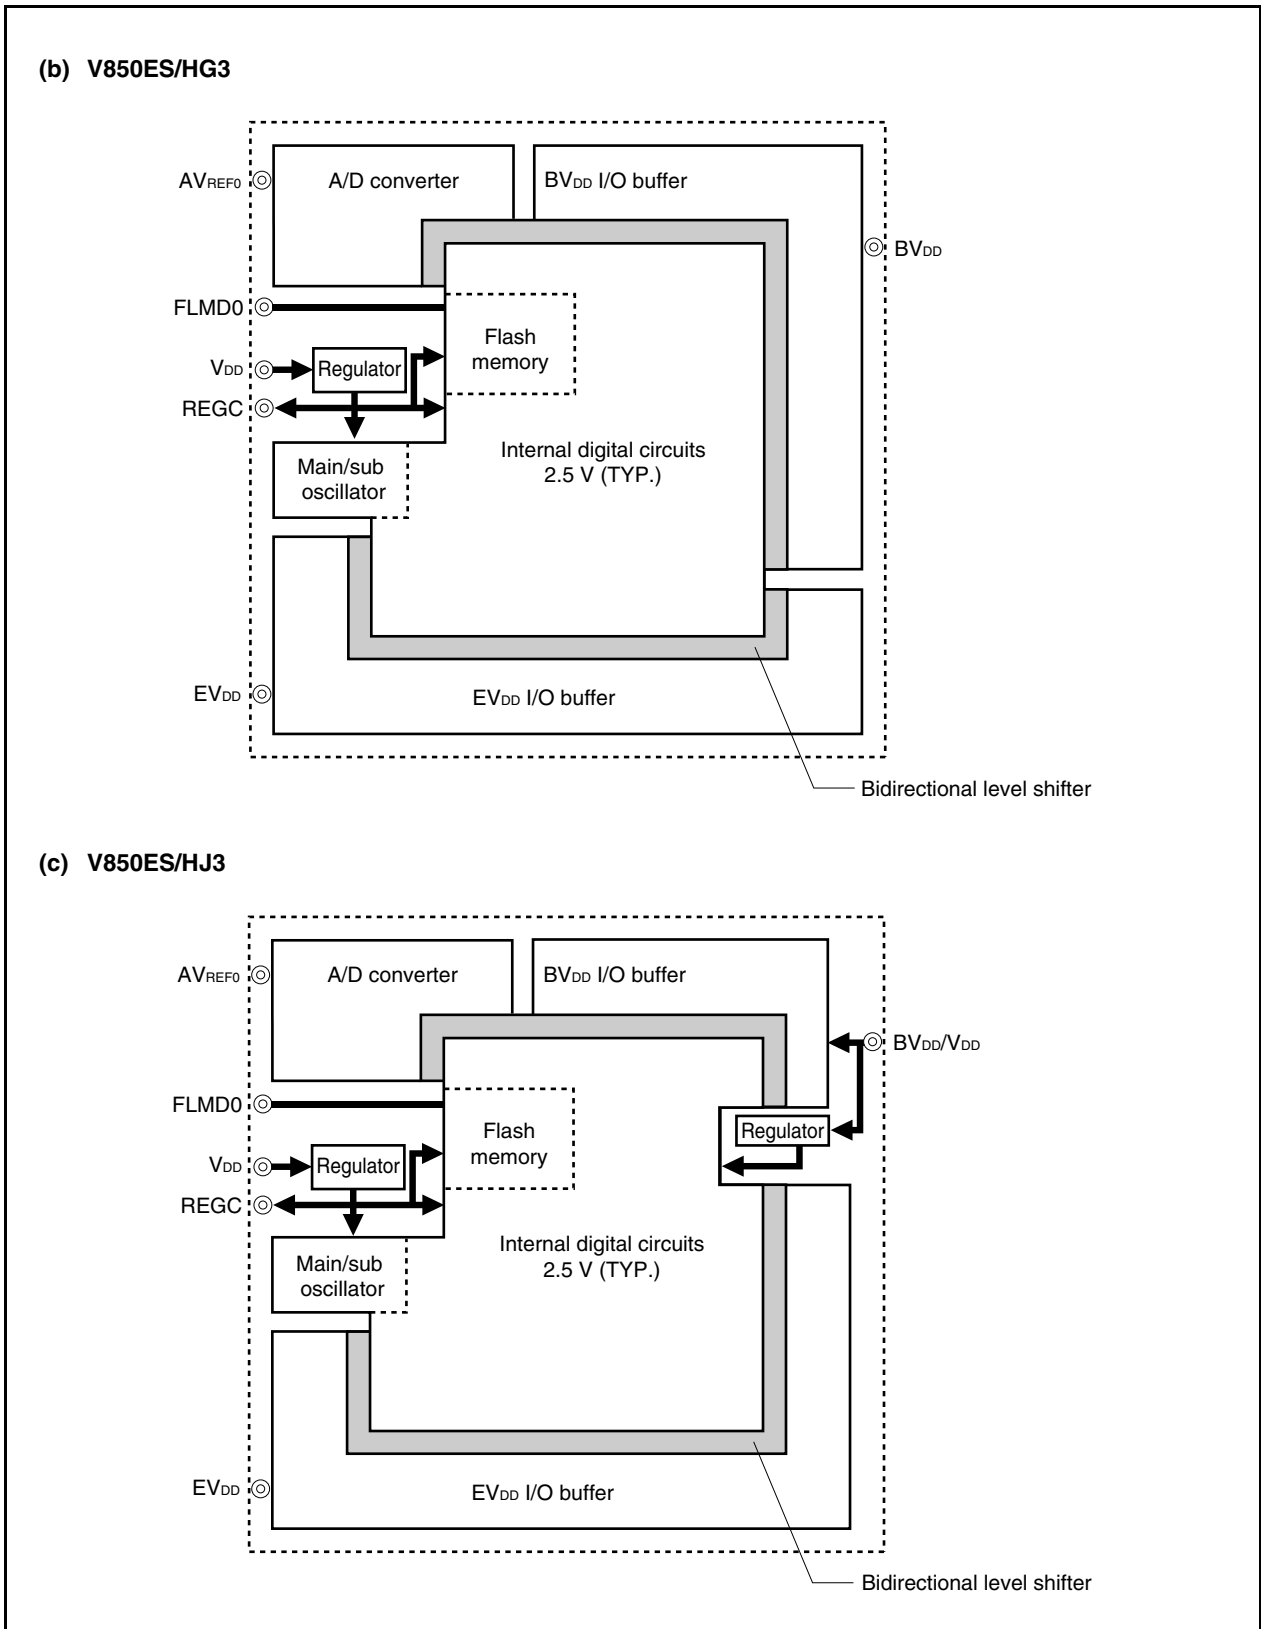 (b) V850ES/HG3
AVREF0
A/D converter
BVDD I/O buffer
BVDD
FLMD0
Flash
memory
VDD
Regulator
REGC
Internal digital circuits
2.5 V (TYP.)
Main/sub
oscillator
EVDD
EVDD I/O buffer
Bidirectional level shifter
(c) V850ES/HJ3
AVREF0
A/D converter
BVDD I/O buffer
BVDD/VDD
FLMD0
Flash
memory
Regulator
VDD
Regulator
REGC
Internal digital circuits
2.5 V (TYP.)
Main/sub
oscillator
EVDD
EVDD I/O buffer
Bidirectional level shifter